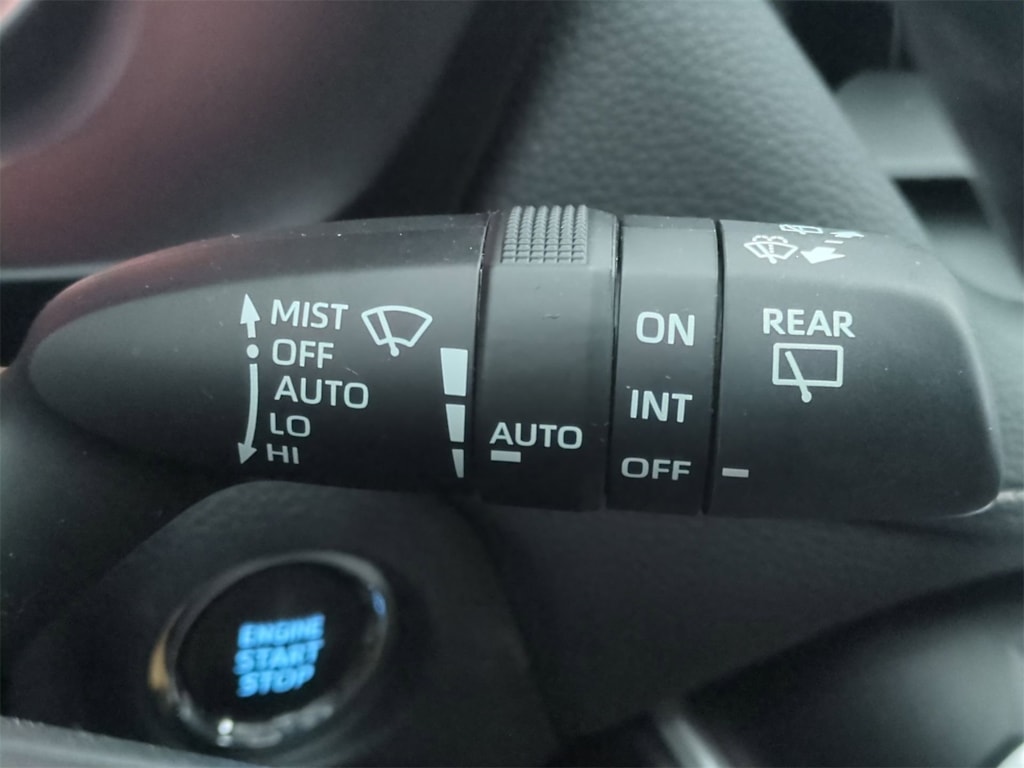 MIST
OFF
AUTO
LO
HI
AUTO
ON
INT
OFF
REAR
ENGINE
START
STOP